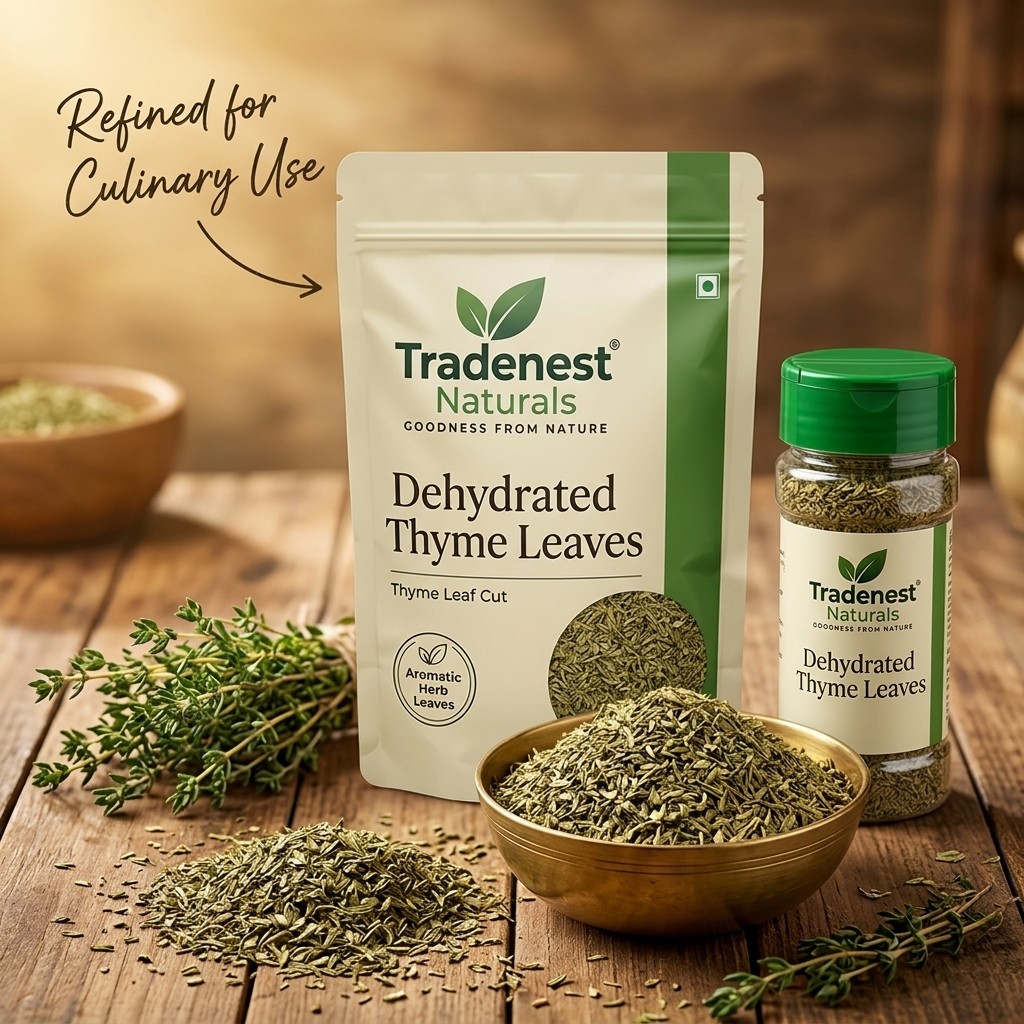 Refined for
Culinary Use
Tradenest®
Naturals
GOODNESS FROM NATURE
Dehydrated
Thyme Leaves
Thyme Leaf Cut
Aromatic
Herb
Leaves
Tradenest®
Naturals
GOODNESS FROM NATURE
Dehydrated
Thyme Leaves